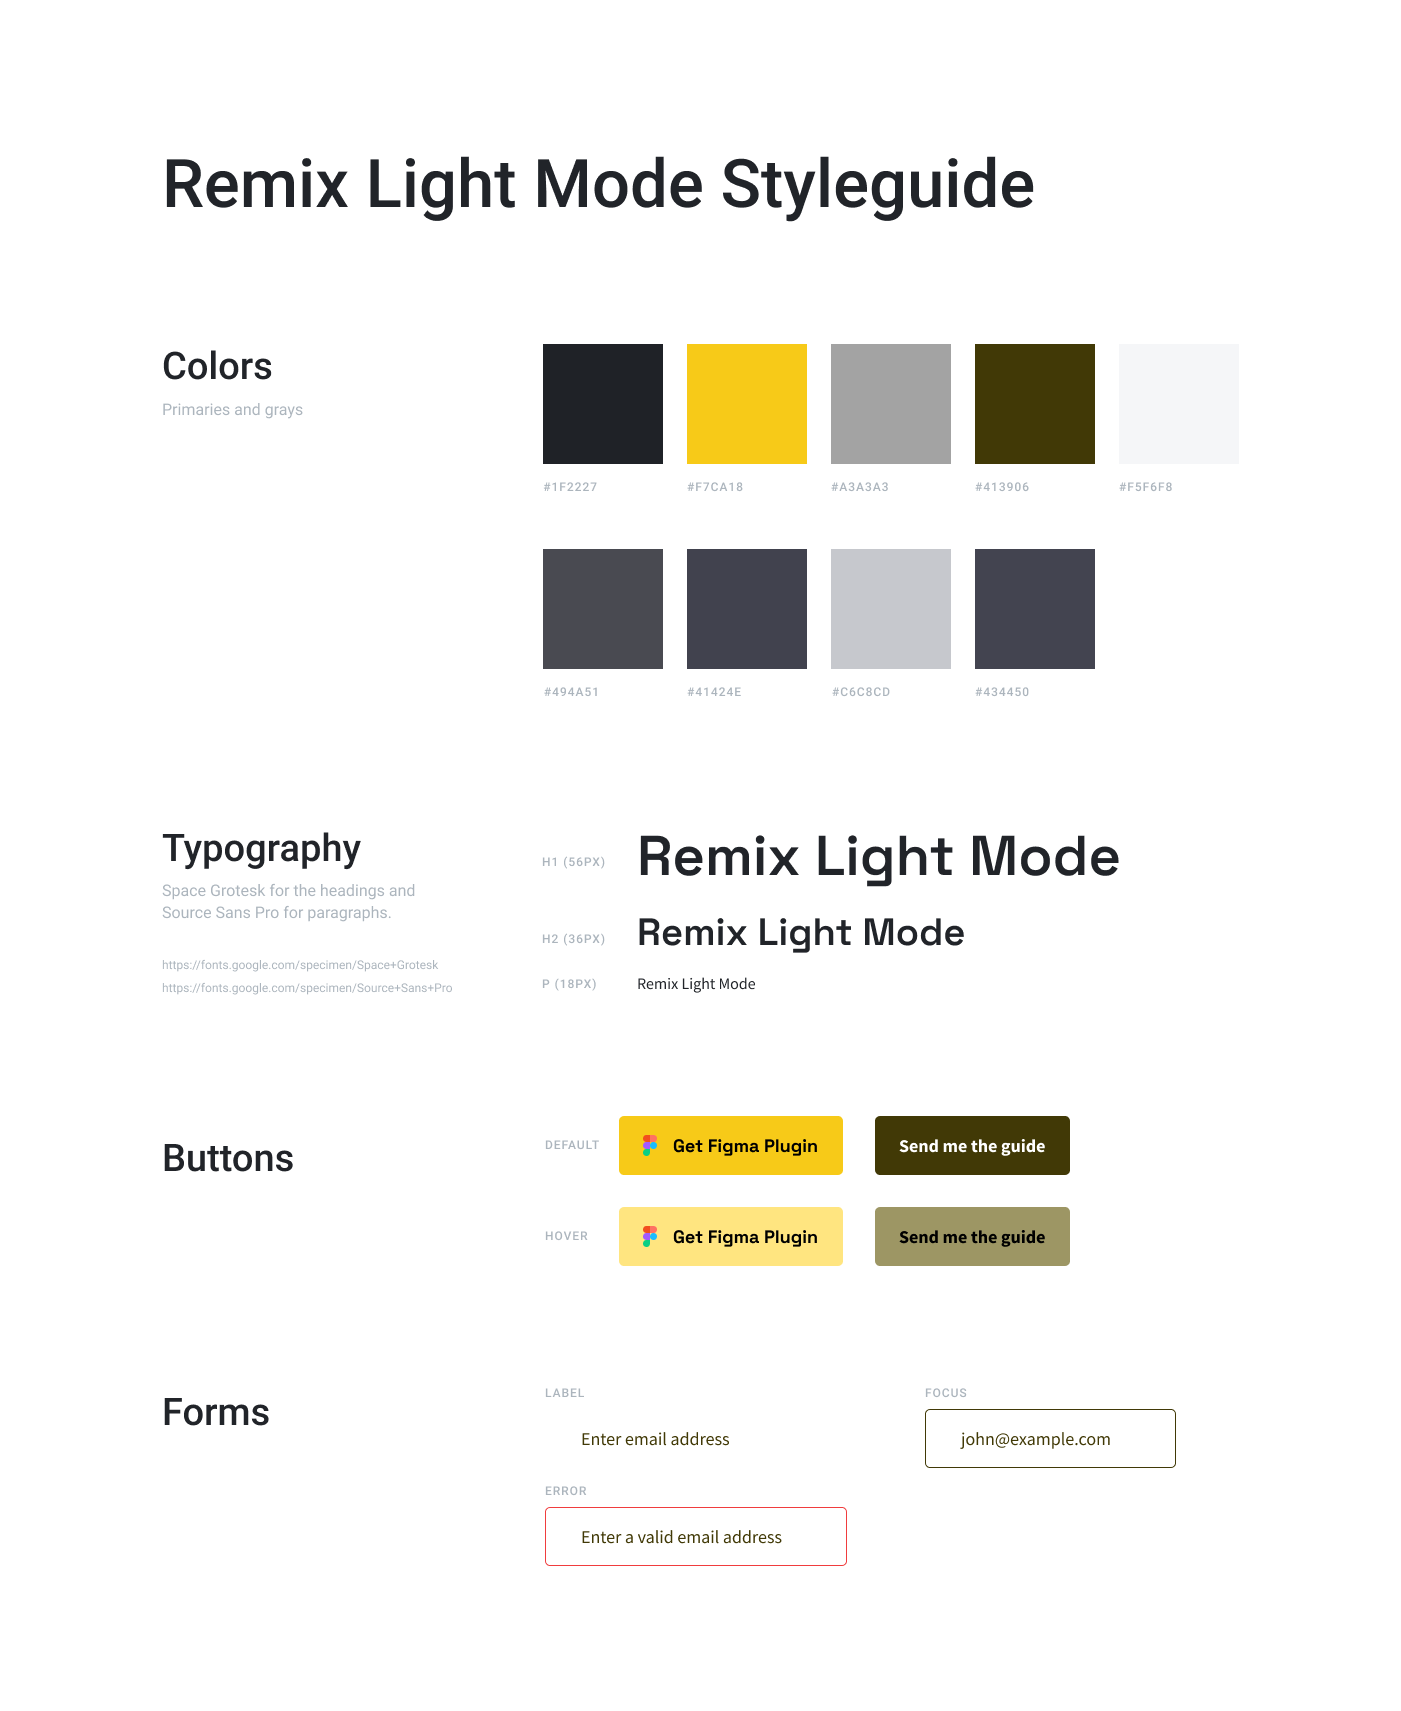 Remix Light Mode Styleguide
Colors
Primaries and grays
#1F2227
#F7CA18
#A3A3A3
#413906
#F5F6F8
#494A51
#41424E
#C6C8CD
#434450
Typography
Space Grotesk for the headings and
Source Sans Pro for paragraphs.
https://fonts.google.com/specimen/Space+Grotesk
https://fonts.google.com/specimen/Source+Sans+Pro
H1 (56PX)
Remix Light Mode
H2 (36PX)
Remix Light Mode
P (18PX)
Remix Light Mode
Buttons
DEFAULT
Get Figma Plugin
Send me the guide
HOVER
Get Figma Plugin
Send me the guide
Forms
LABEL
Enter email address
FOCUS
john@example.com
ERROR
Enter a valid email address